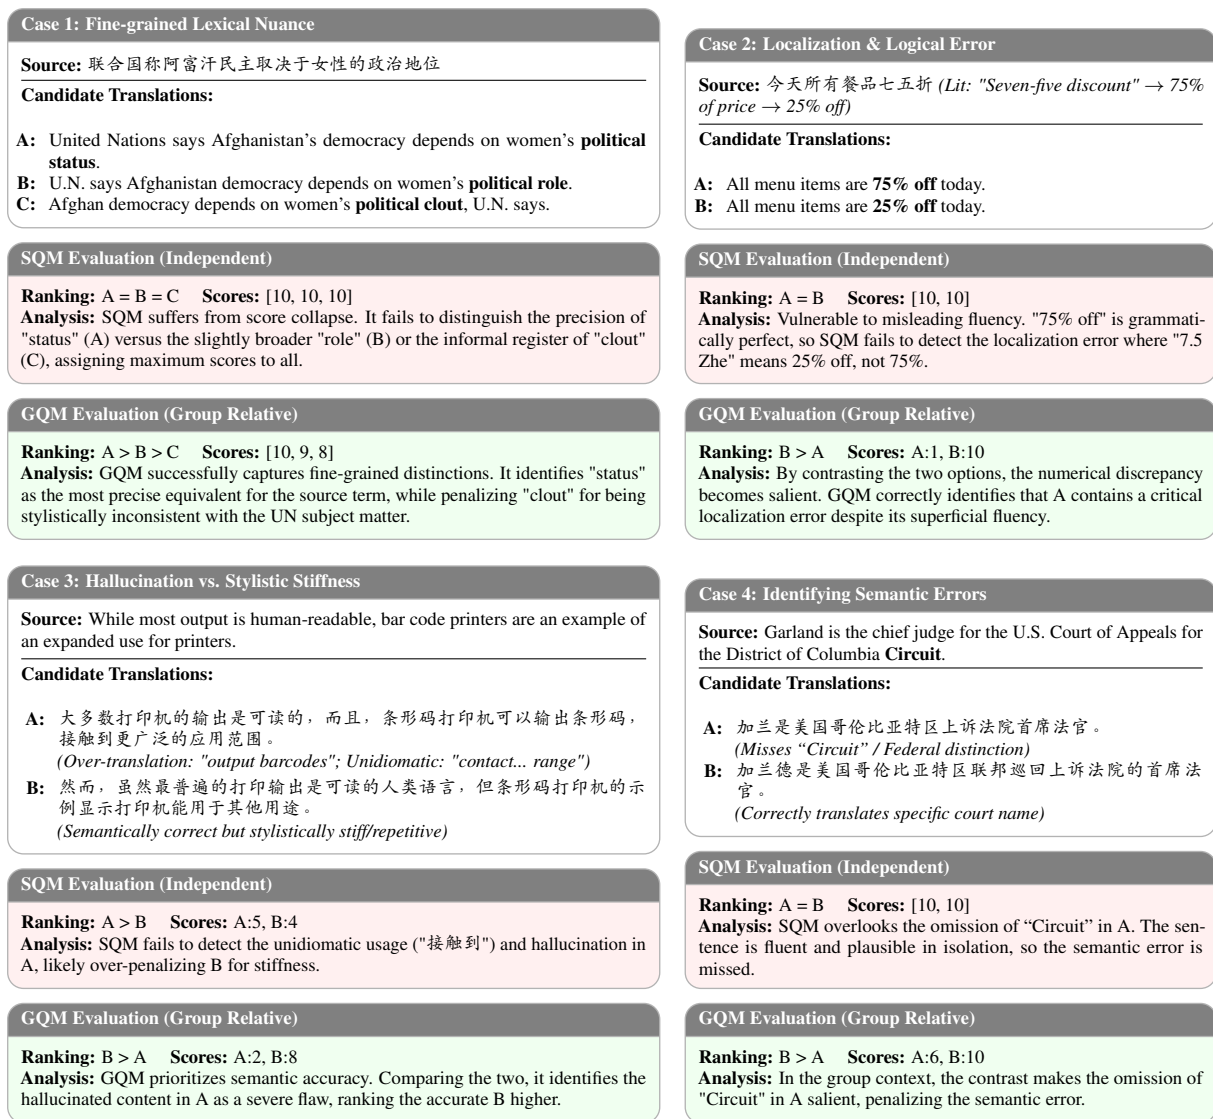 Case 1: Fine-grained Lexical Nuance
Source: 联合国称阿富汗民主取决于女性的政治地位
Candidate Translations:
A: United Nations says Afghanistan's democracy depends on women's political
status.
B: U.N. says Afghanistan democracy depends on women's political role.
C: Afghan democracy depends on women's political clout, U.N. says.
SQM Evaluation (Independent)
Ranking: A = B = C Scores: [10, 10, 10]
Analysis: SQM suffers from score collapse. It fails to distinguish the precision of
"status" (A) versus the slightly broader "role" (B) or the informal register of "clout"
(C), assigning maximum scores to all.
GQM Evaluation (Group Relative)
Ranking: A > B > C Scores: [10, 9, 8]
Analysis: GQM successfully captures fine-grained distinctions. It identifies "status"
as the most precise equivalent for the source term, while penalizing "clout" for being
stylistically inconsistent with the UN subject matter.
Case 2: Localization & Logical Error
Source: 今天所有餐品七五折 (Lit: "Seven-five discount" → 75%
of price → 25% off)
Candidate Translations:
A: All menu items are 75% off today.
B: All menu items are 25% off today.
SQM Evaluation (Independent)
Ranking: A = B Scores: [10, 10]
Analysis: Vulnerable to misleading fluency. "75% off" is grammati-
cally perfect, so SQM fails to detect the localization error where "7.5
Zhe" means 25% off, not 75%.
GQM Evaluation (Group Relative)
Ranking: B > A Scores: A:1, B:10
Analysis: By contrasting the two options, the numerical discrepancy
becomes salient. GQM correctly identifies that A contains a critical
localization error despite its superficial fluency.
Case 3: Hallucination vs. Stylistic Stiffness
Source: While most output is human-readable, bar code printers are an example of
an expanded use for printers.
Candidate Translations:
A: 大多数打印机的输出是可读的，而且，条形码打印机可以输出条形码，
接触到更广泛的应用范围。
(Over-translation: "output barcodes"; Unidiomatic: "contact... range")
B: 然而，虽然最普遍的打印输出是可读的人类语言，但条形码打印机的示
例显示打印机能用于其他用途。
(Semantically correct but stylistically stiff/repetitive)
SQM Evaluation (Independent)
Ranking: A > B Scores: A:5, B:4
Analysis: SQM fails to detect the unidiomatic usage ("接触到") and hallucination in
A, likely over-penalizing B for stiffness.
GQM Evaluation (Group Relative)
Ranking: B > A Scores: A:2, B:8
Analysis: GQM prioritizes semantic accuracy. Comparing the two, it identifies the
hallucinated content in A as a severe flaw, ranking the accurate B higher.
Case 4: Identifying Semantic Errors
Source: Garland is the chief judge for the U.S. Court of Appeals for
the District of Columbia Circuit.
Candidate Translations:
A: 加兰是美国哥伦比亚特区上诉法院首席法官。
(Misses “Circuit” / Federal distinction)
B: 加兰德是美国哥伦比亚特区联邦巡回上诉法院的首席法
官。
(Correctly translates specific court name)
SQM Evaluation (Independent)
Ranking: A = B Scores: [10, 10]
Analysis: SQM overlooks the omission of “Circuit” in A. The sen-
tence is fluent and plausible in isolation, so the semantic error is
missed.
GQM Evaluation (Group Relative)
Ranking: B > A Scores: A:6, B:10
Analysis: In the group context, the contrast makes the omission of
"Circuit" in A salient, penalizing the semantic error.